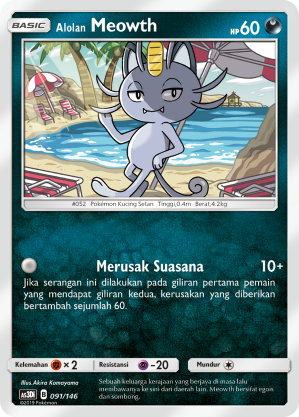 BASIC Alolan Meowth HP60
#052 Pokémon Kucing Setan Tinggi,0.4m Berat,4.2kg
Merusak Suasana 10+
Jika serangan ini dilakukan pada giliran pertama pemain
yang mendapat giliran kedua, kerusakan yang diberikan
bertambah sejumlah 60.
Kelemahan × 2 Resistansi -20 Mundur
Illus.Akira Komayama
AS3D B 091/146
©2019 Pokémon
Sebuah keluarga kerajaan yang berjaya di masa lalu
membawanya ke sini dari daerah lain. Meowth bersifat egois
dan sombong.